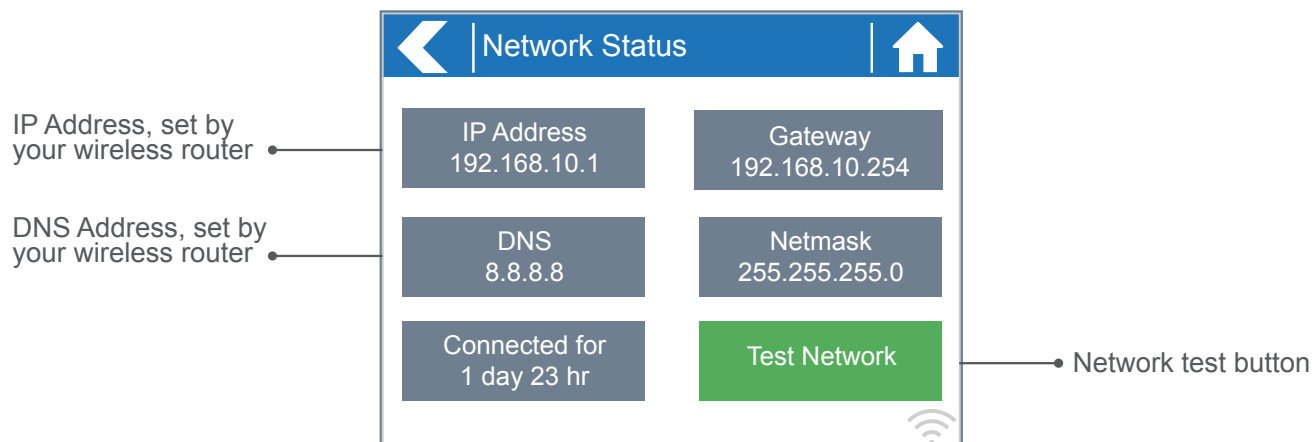 Network Status
IP Address, set by
your wireless router
IP Address
192.168.10.1
Gateway
192.168.10.254
DNS Address, set by
your wireless router
DNS
8.8.8.8
Netmask
255.255.255.0
Connected for
1 day 23 hr
Test Network
Network test button